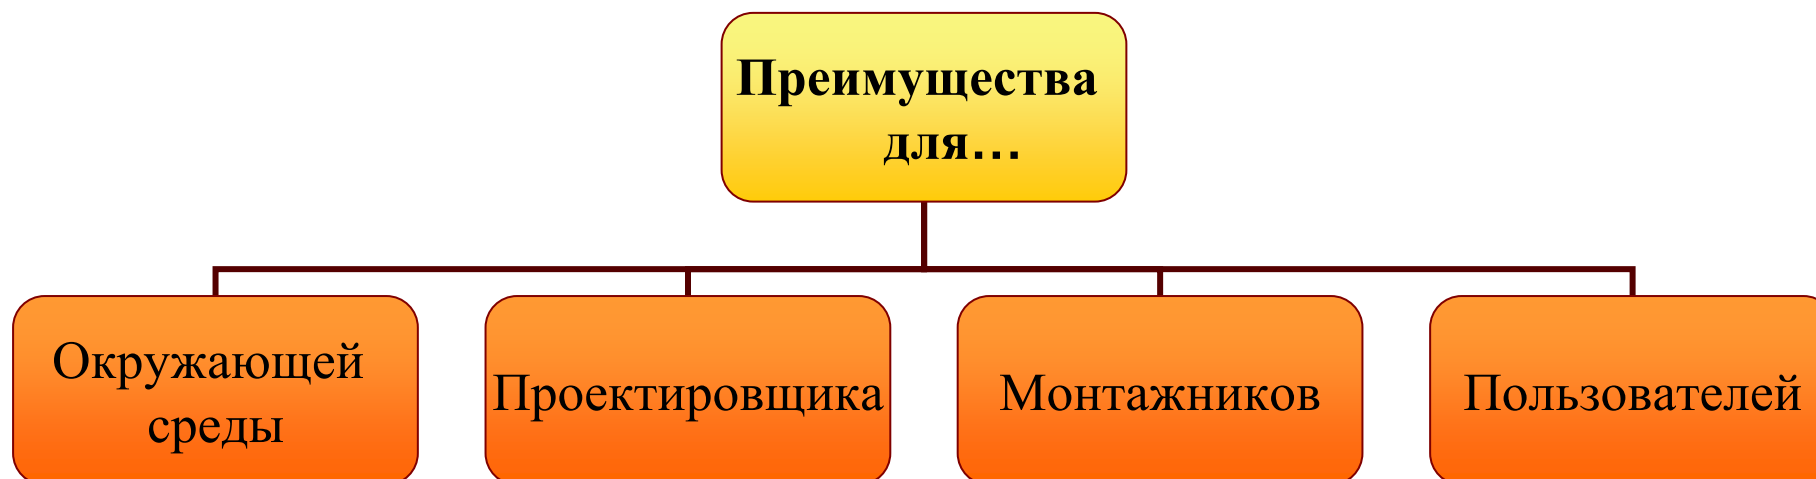 Преимущества
для...
Окружающей
среды
Проектировщика
Монтажников
Пользователей